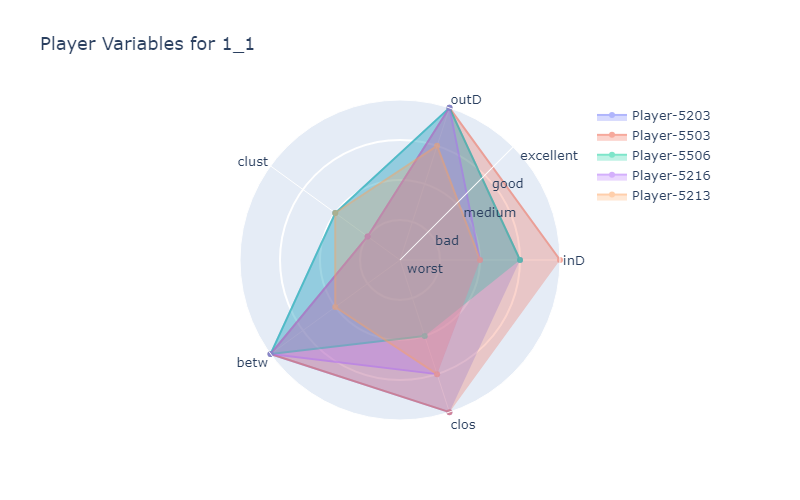 Player Variables for 1_1
outD
Player-5203
Player-5503
Player-5506
Player-5216
Player-5213
clust
excellent
good
medium
bad
worst
inD
betw
clos